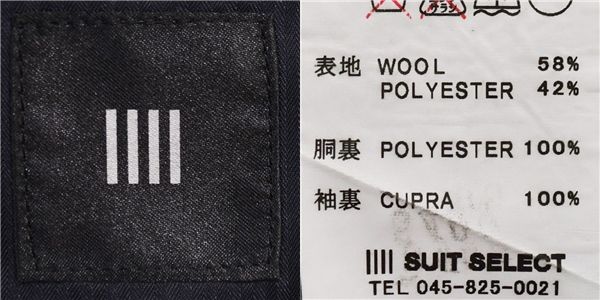 表地 WOOL 58%
POLYESTER 42%
胴裏 POLYESTER 100%
袖裏 CUPRA 100%
SUIT SELECT
TEL 045-825-0021